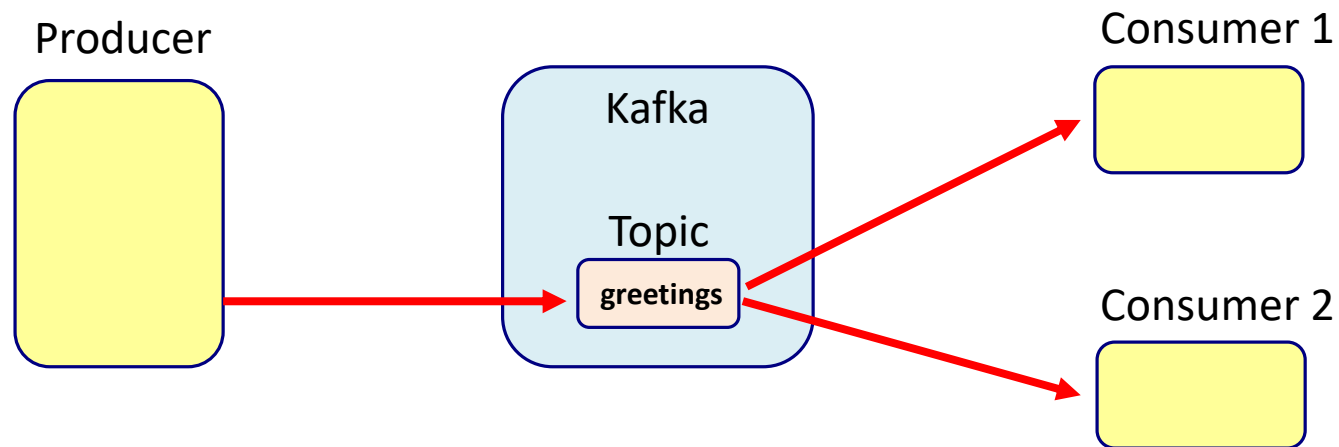 Producer
Kafka
Topic
greetings
Consumer 1
Consumer 2